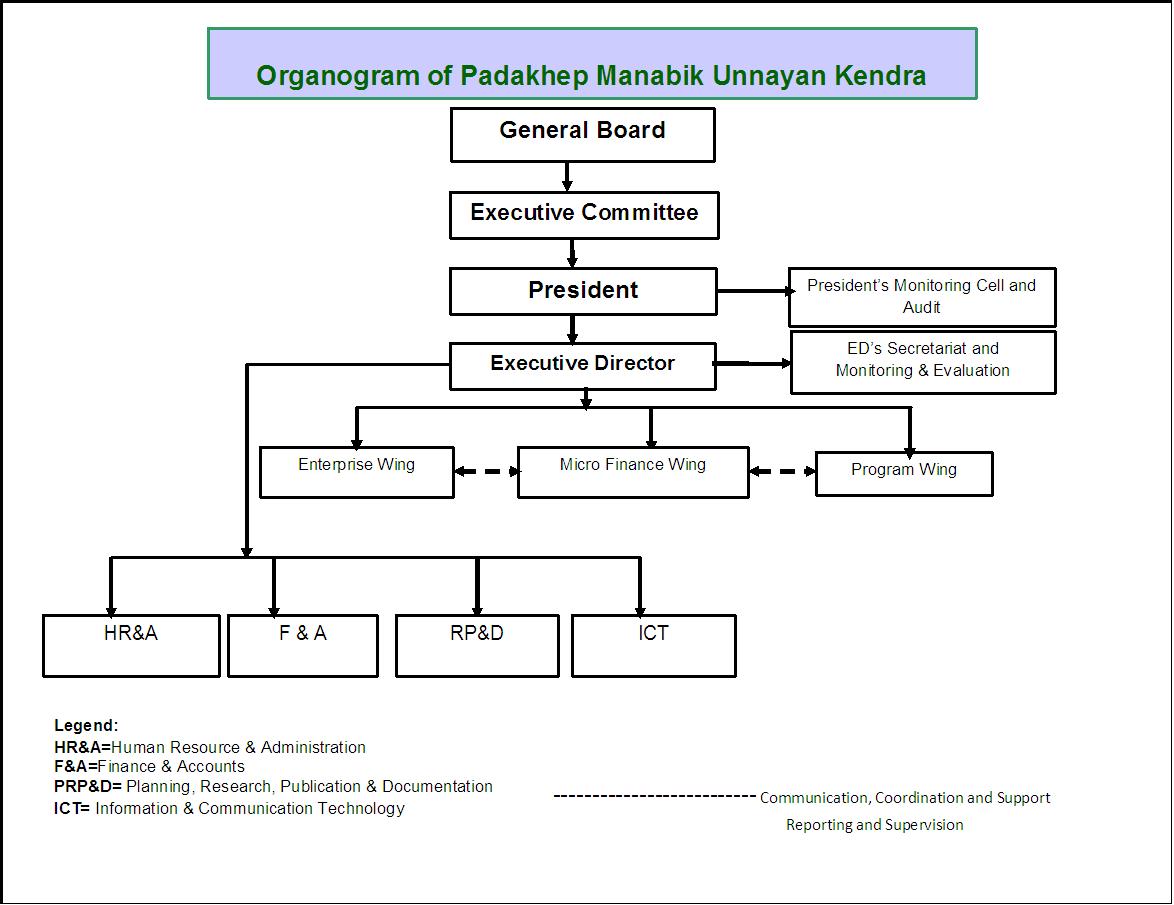 Organogram of Padakhep Manabik Unnayan Kendra
General Board
Executive Committee
President
President's Monitoring Cell and
Audit
Executive Director
ED's Secretariat and
Monitoring & Evaluation
Enterprise Wing
Micro Finance Wing
Program Wing
HR&A
F & A
RP&D
ICT
Legend:
HR&A=Human Resource & Administration
F&A=Finance & Accounts
PRP&D= Planning, Research, Publication & Documentation
ICT= Information & Communication Technology
Communication, Coordination and Support
Reporting and Supervision